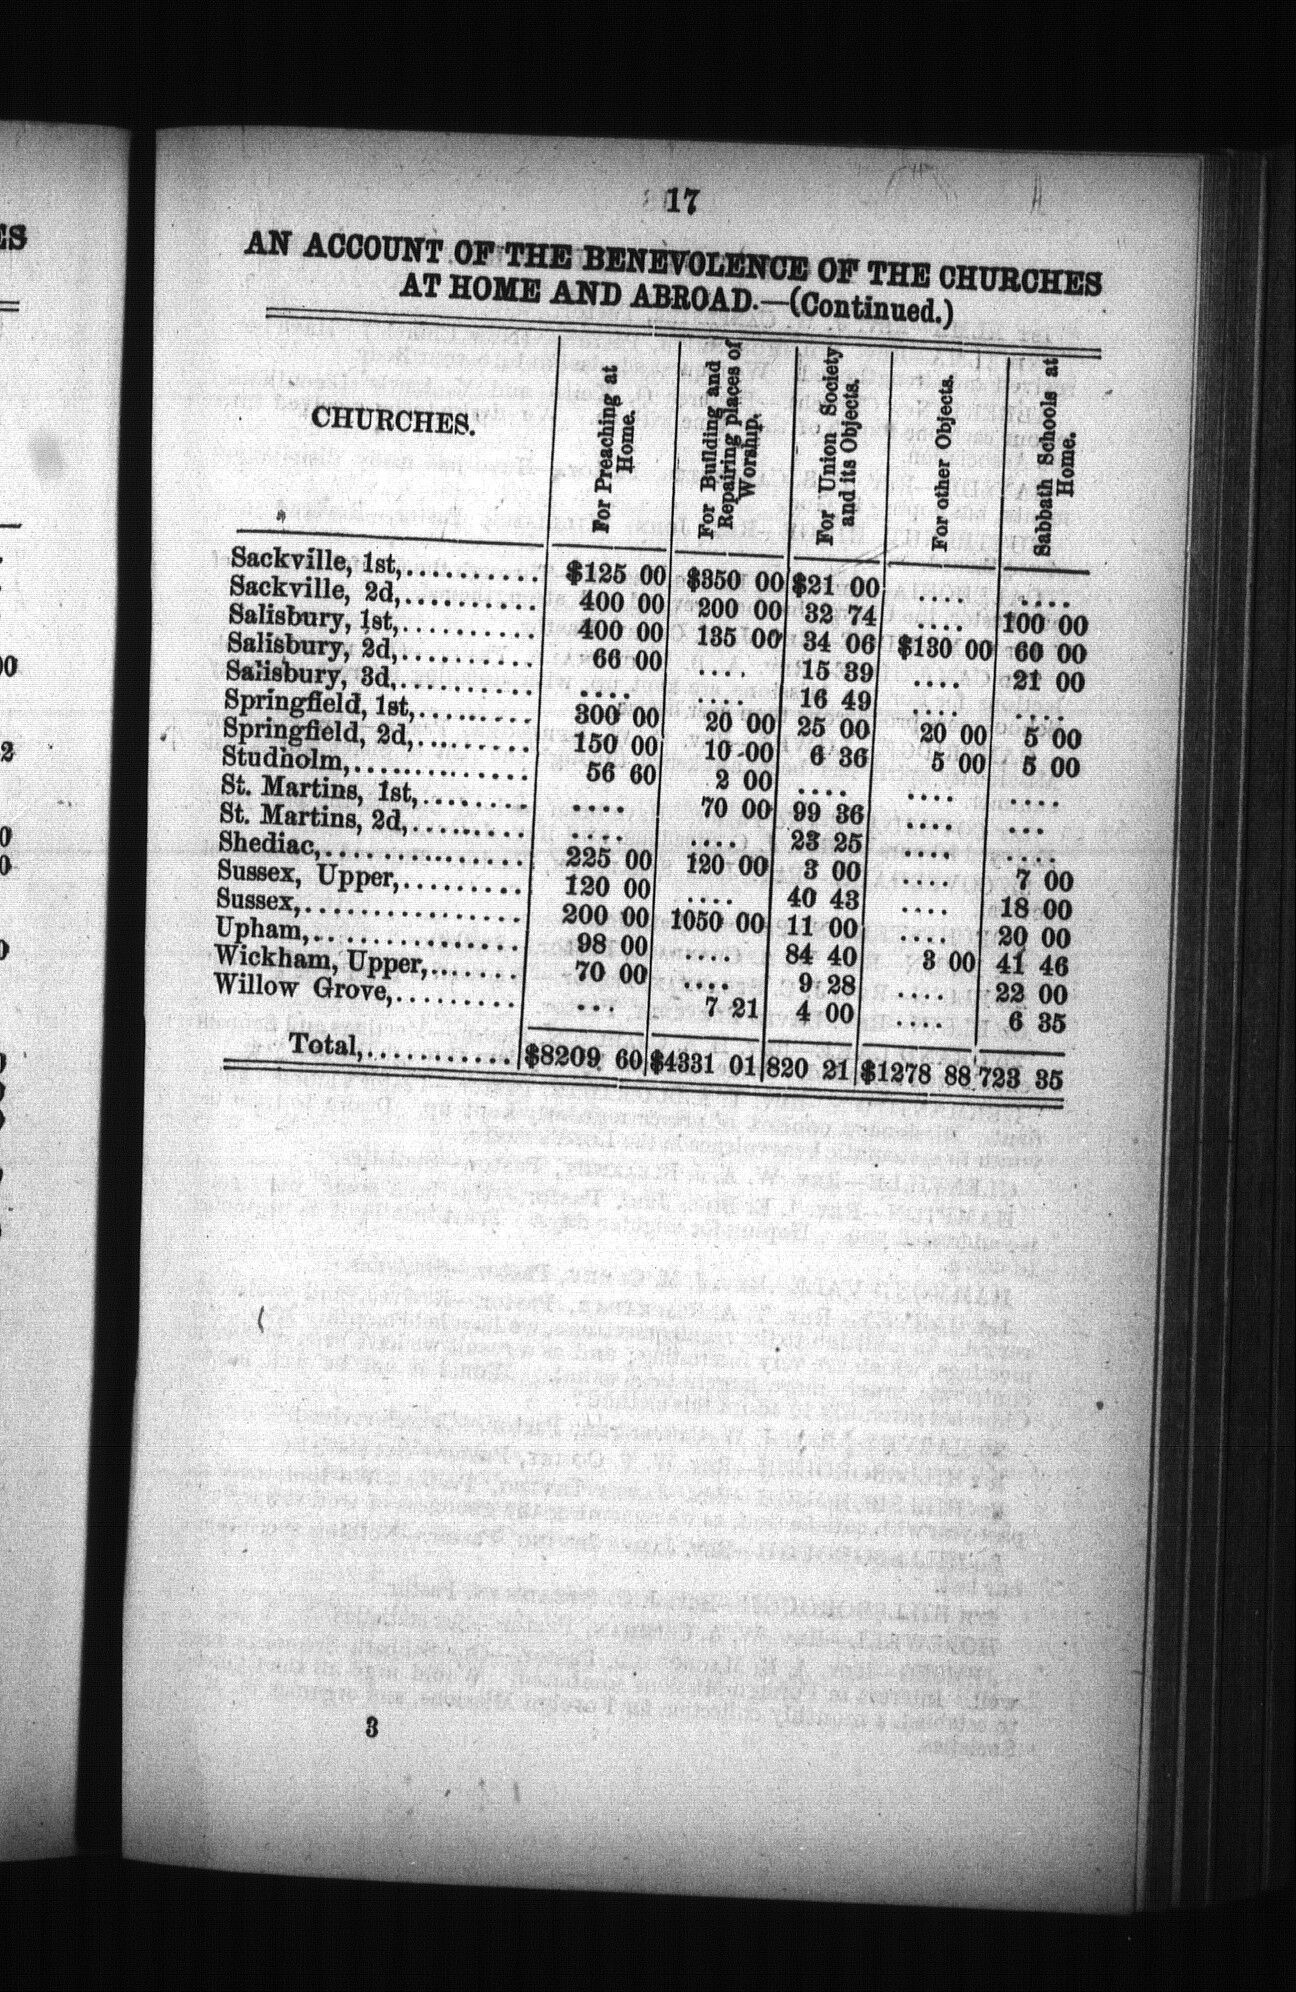 17
AN ACCOUNT OF THE BENEVOLENCE OF THE CHURCHES
AT HOME AND ABROAD.—(Continued.)
CHURCHES. For Preaching at Home. For Building and Repairing places of Worship. For Union Society and its Objects. For other Objects. Sabbath Schools at Home.
Sackville, 1st,.......... $125 00 $350 00 $21 00 .... ....
Sackville, 2d,.......... 400 00 200 00 32 74 .... 100 00
Salisbury, 1st,.......... 400 00 135 00 34 06 $130 00 60 00
Salisbury, 2d,.......... 66 00 .... 15 39 .... 21 00
Salisbury, 3d,.......... .... .... 16 49 .... ....
Springfield, 1st,......... 300 00 20 00 25 00 20 00 5 00
Springfield, 2d,......... 150 00 10 00 6 36 5 00 5 00
Studholm,............. 56 60 2 00 .... .... ....
St. Martins, 1st,........ .... 70 00 99 36 .... ...
St. Martins, 2d,......... .... .... 23 25 .... ....
Shediac,............... 225 00 120 00 3 00 .... 7 00
Sussex, Upper,......... 120 00 .... 40 43 .... 18 00
Sussex,................ 200 00 1050 00 11 00 .... 20 00
Upham,............... 98 00 .... 84 40 3 00 41 46
Wickham, Upper,....... 70 00 .... 9 28 .... 22 00
Willow Grove,......... .... 7 21 4 00 .... 6 35
Total,........... $8209 60 $4331 01 820 21 $1278 88 723 35
3